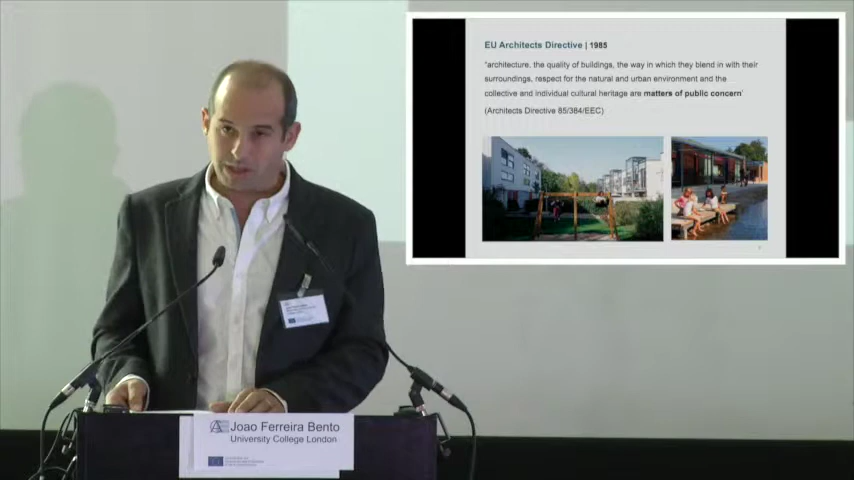 EU Architects Directive | 1985
"architecture, the quality of buildings, the way in which they blend in with their
surroundings, respect for the natural and urban environment and the
collective and individual cultural heritage are matters of public concern'
(Architects Directive 85/384/EEC)
Joao Ferreira Bento
University College London